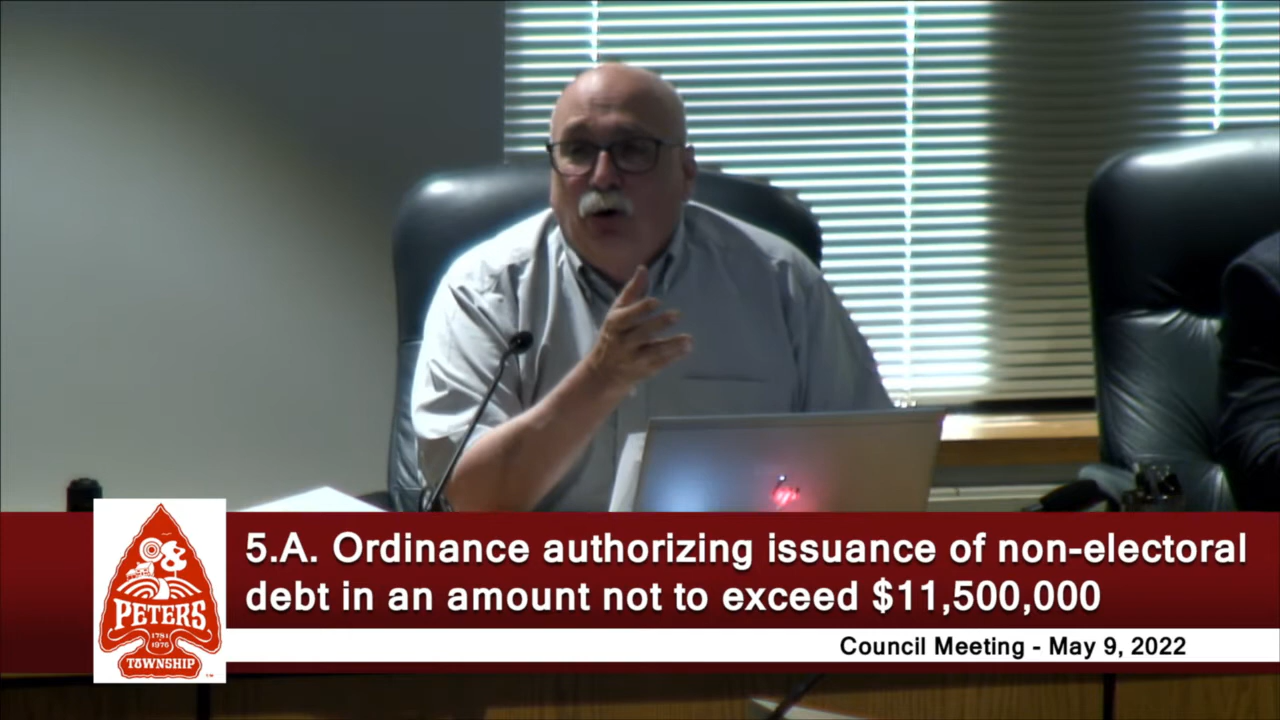 5.A. Ordinance authorizing issuance of non-electoral
debt in an amount not to exceed $11,500,000
Council Meeting - May 9, 2022
PETERS
1781
1976
TOWNSHIP